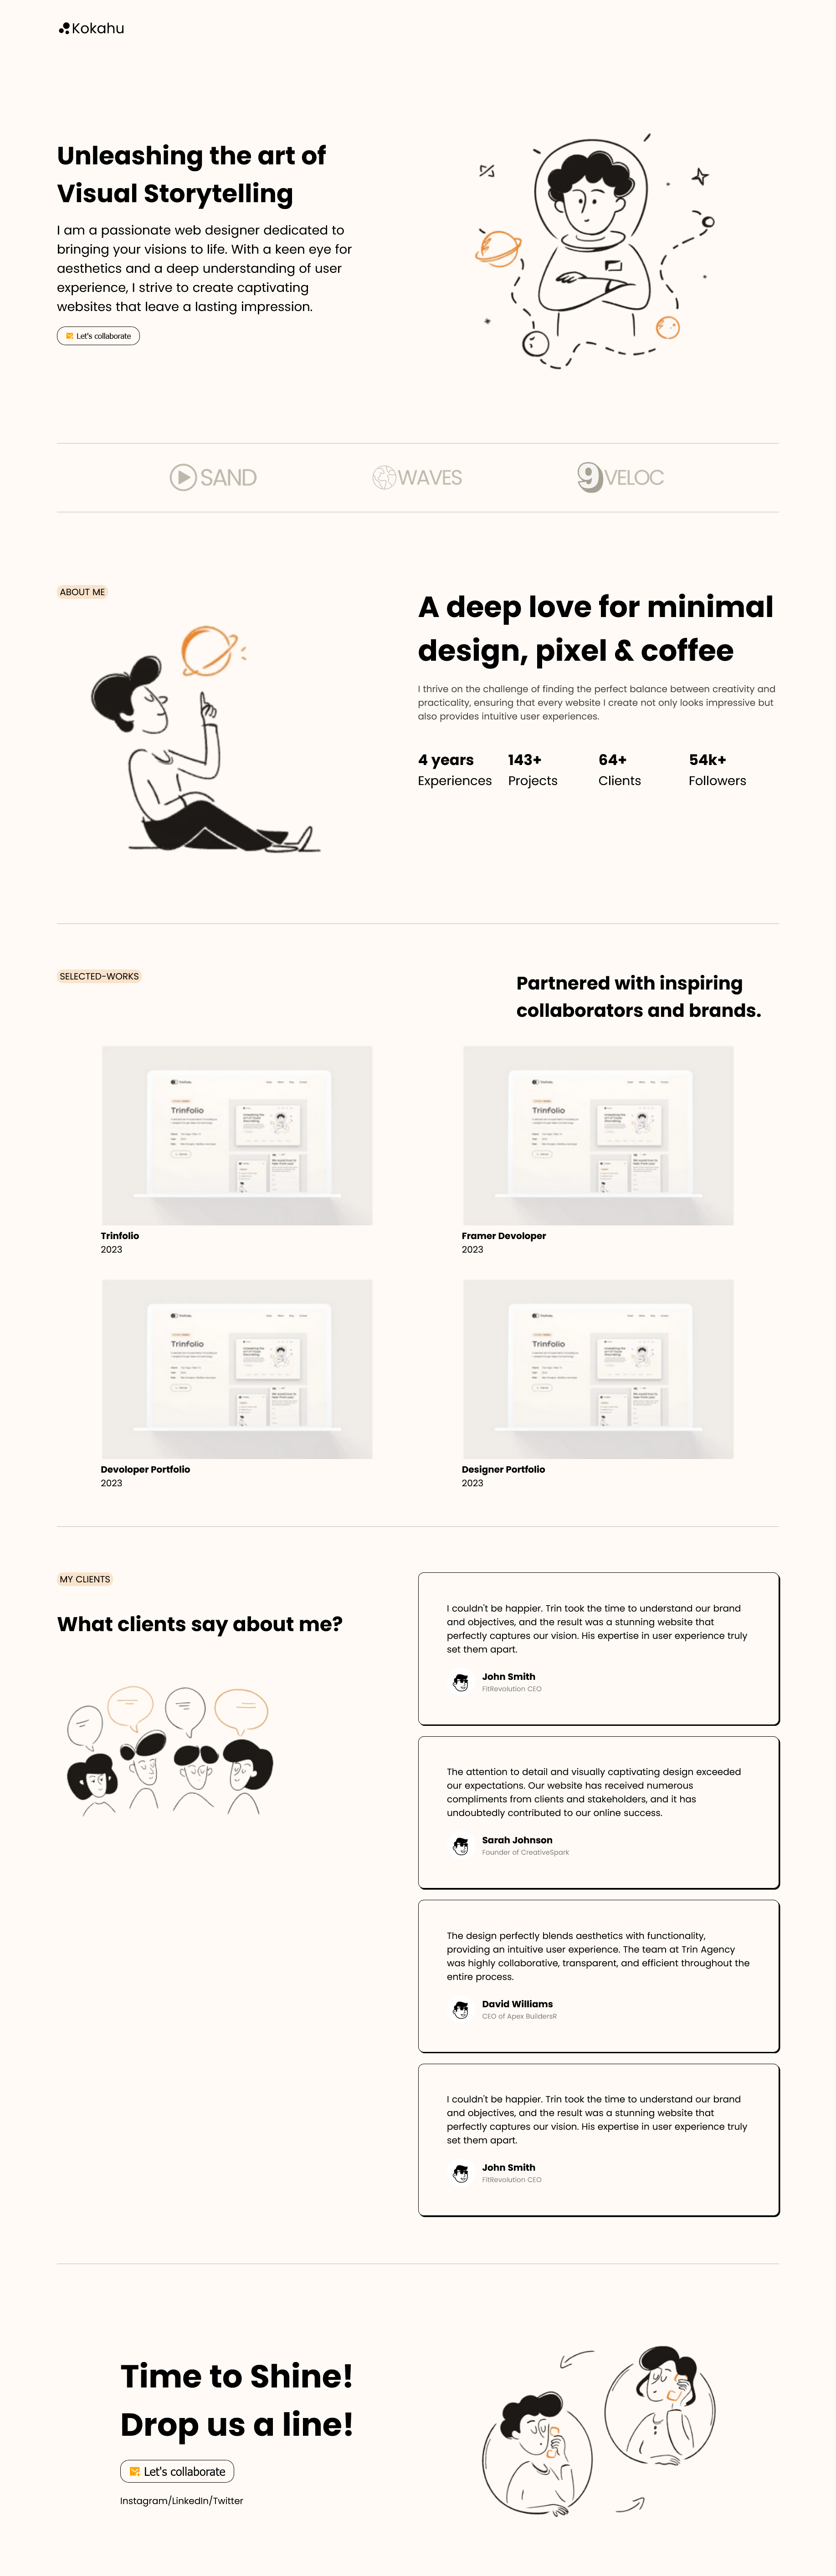 Kokahu
Unleashing the art of
Visual Storytelling
I am a passionate web designer dedicated to
bringing your visions to life. With a keen eye for
aesthetics and a deep understanding of user
experience, I strive to create captivating
websites that leave a lasting impression.
Let's collaborate
SAND
WAVES
9 VELOC
ABOUT ME
A deep love for minimal
design, pixel & coffee
I thrive on the challenge of finding the perfect balance between creativity and
practicality, ensuring that every website I create not only looks impressive but
also provides intuitive user experiences.
4 years
Experiences
143+
Projects
64+
Clients
54k+
Followers
SELECTED-WORKS
Partnered with inspiring
collaborators and brands.
Trinfolio
Trinfolio
2023
Trinfolio
Framer Devoloper
2023
Trinfolio
Devoloper Portfolio
2023
Trinfolio
Designer Portfolio
2023
MY CLIENTS
What clients say about me?
I couldn't be happier. Trin took the time to understand our brand
and objectives, and the result was a stunning website that
perfectly captures our vision. His expertise in user experience truly
set them apart.
John Smith
FitRevolution CEO
The attention to detail and visually captivating design exceeded
our expectations. Our website has received numerous
compliments from clients and stakeholders, and it has
undoubtedly contributed to our online success.
Sarah Johnson
Founder of CreativeSpark
The design perfectly blends aesthetics with functionality,
providing an intuitive user experience. The team at Trin Agency
was highly collaborative, transparent, and efficient throughout the
entire process.
David Williams
CEO of Apex BuildersR
I couldn't be happier. Trin took the time to understand our brand
and objectives, and the result was a stunning website that
perfectly captures our vision. His expertise in user experience truly
set them apart.
John Smith
FitRevolution CEO
Time to Shine!
Drop us a line!
Let's collaborate
Instagram/LinkedIn/Twitter